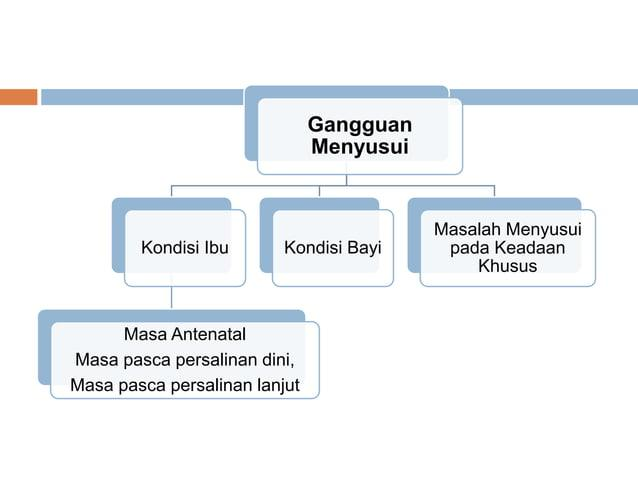 Gangguan
Menyusui
Kondisi Ibu
Kondisi Bayi
Masalah Menyusui
pada Keadaan
Khusus
Masa Antenatal
Masa pasca persalinan dini,
Masa pasca persalinan lanjut